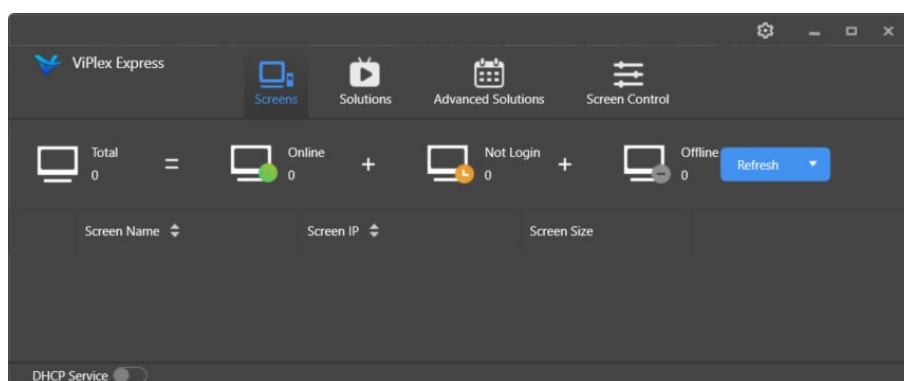 ViPlex Express
Screens
Solutions
Advanced Solutions
Screen Control
Total
0
=
Online
0
+
Not Login
0
+
Offline
0
Refresh
Screen Name
Screen IP
Screen Size
DHCP Service